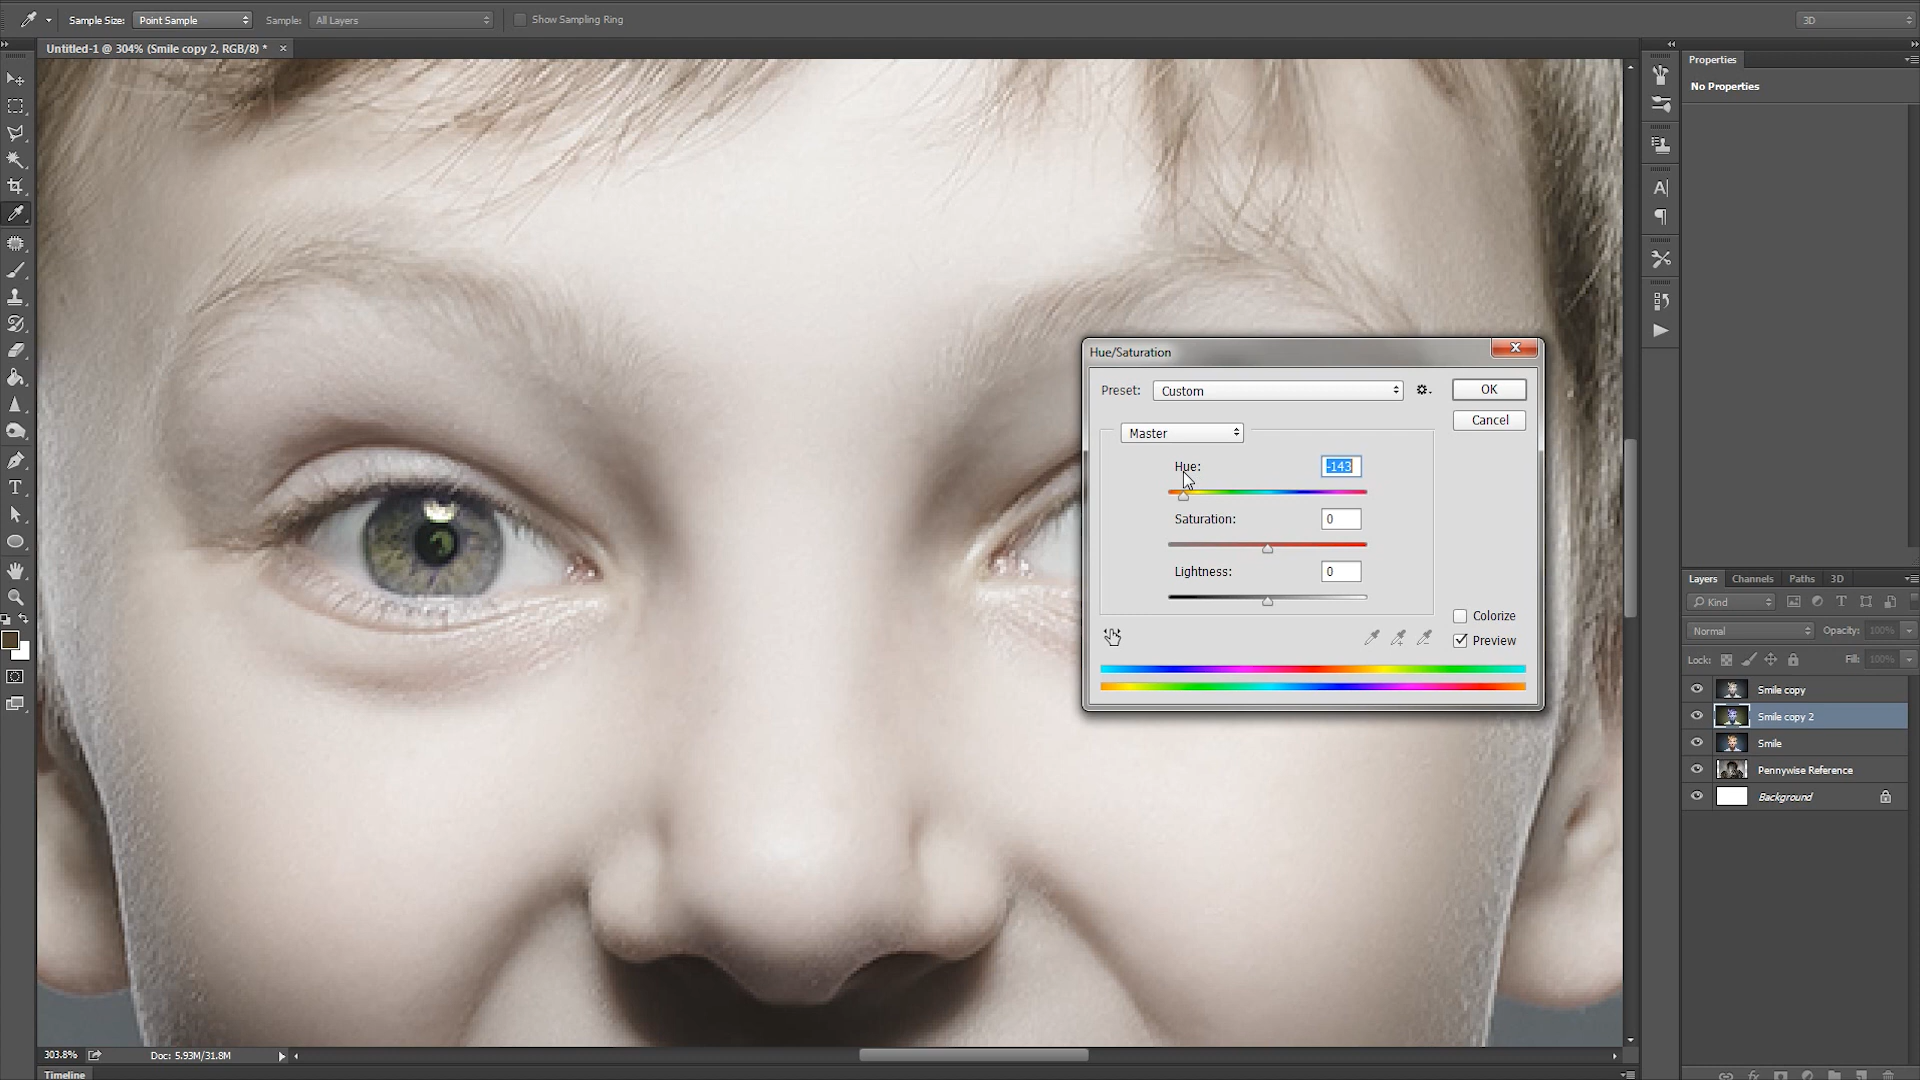 Sample Size: Point Sample Sample: All Layers Show Sampling Ring 3D
Untitled-1 @ 304% (Smile copy 2, RGB/8) *
Properties
No Properties
Hue/Saturation
Preset: Custom OK
Cancel
Master
Hue: -143
Saturation: 0
Lightness: 0
Colorize
Preview
Layers Channels Paths 3D
Kind
Normal Opacity: 100%
Lock: Fill: 100%
Smile copy
Smile copy 2
Smile
Pennywise Reference
Background
303.8% Doc: 5.93M/31.8M
Timeline